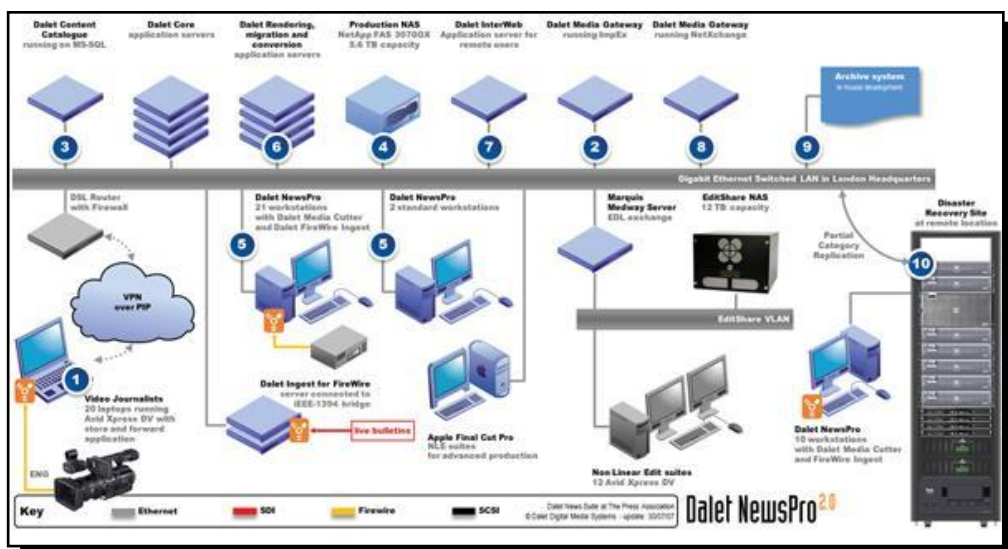 Dalet Content
Catalogue
running on MS-SQL
Dalet Core
application servers
Dalet Rendering,
migration and
conversion
application servers
Production NAS
NetApp FAS 3070GX
5.6 TB capacity
Dalet InterWeb
Application server for
remote users
Dalet Media Gateway
running ImpEx
Dalet Media Gateway
running NetXchange
Archive system
in house development
3
6
4
7
2
8
9
Gigabit Ethernet Switched LAN in London Headquarters
DSL Router
with Firewall
Dalet NewsPro
21 workstations
with Dalet Media Cutter
and Dalet FireWire Ingest
5
Dalet NewsPro
2 standard workstations
5
Marquis
Medway Server
EDL exchange
EditShare NAS
12 TB capacity
Partial
Category
Replication
Disaster
Recovery Site
at remote location
10
VPN
over PIP
EditShare VLAN
1
Video Journalists
20 laptops running
Avid Xpress DV with
store and forward
application
Dalet Ingest for FireWire
server connected to
IEEE-1394 bridge
live bulletins
Apple Final Cut Pro
NLE suites
for advanced production
Non Linear Edit suites
12 Avid Xpress DV
Dalet NewsPro
10 workstations
with Dalet Media Cutter
and FireWire Ingest
ENG
Key
Ethernet
SDI
Firewire
SCSI
Dalet News Suite at The Press Association
© Dalet Digital Media Systems - update: 30/07/07
Dalet NewsPro 2.0